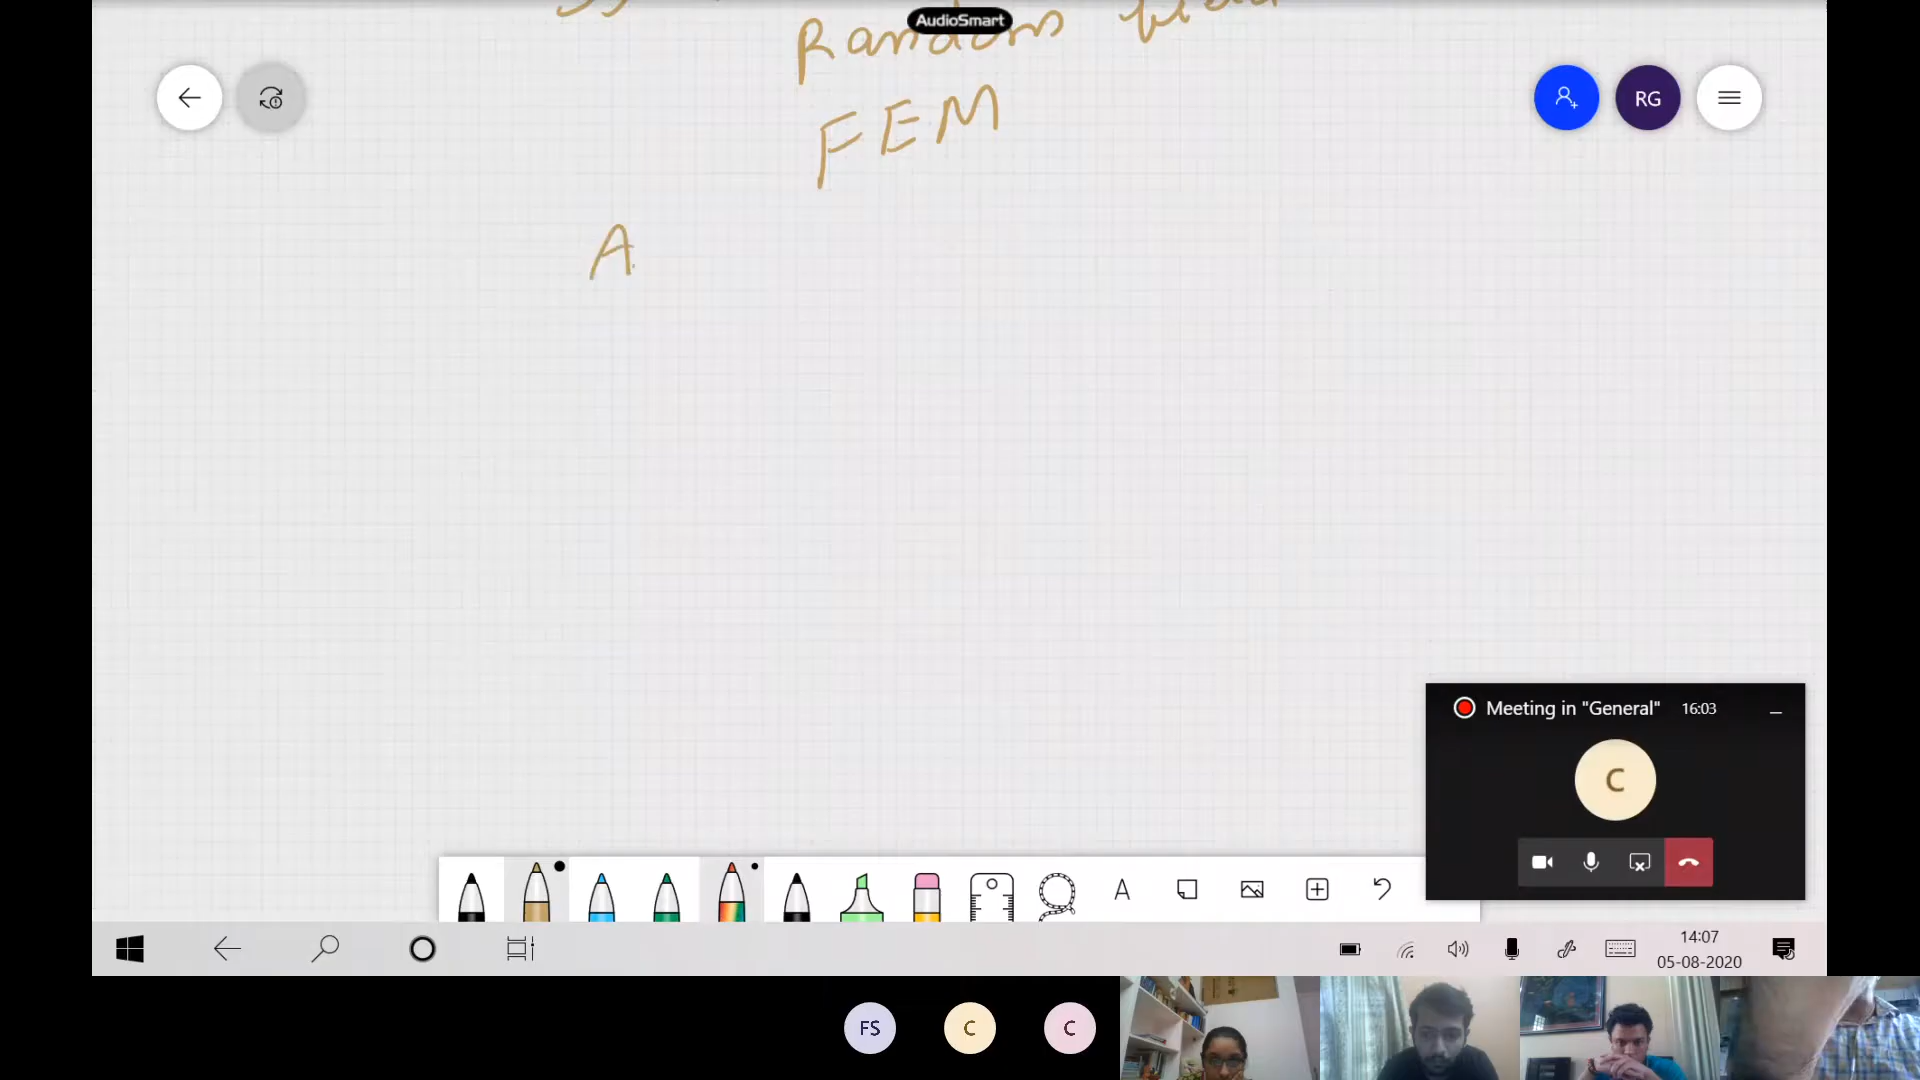 AudioSmart
Random
FEM
A
RG
Meeting in "General" 16:03
C
A
14:07
05-08-2020
FS
C
C